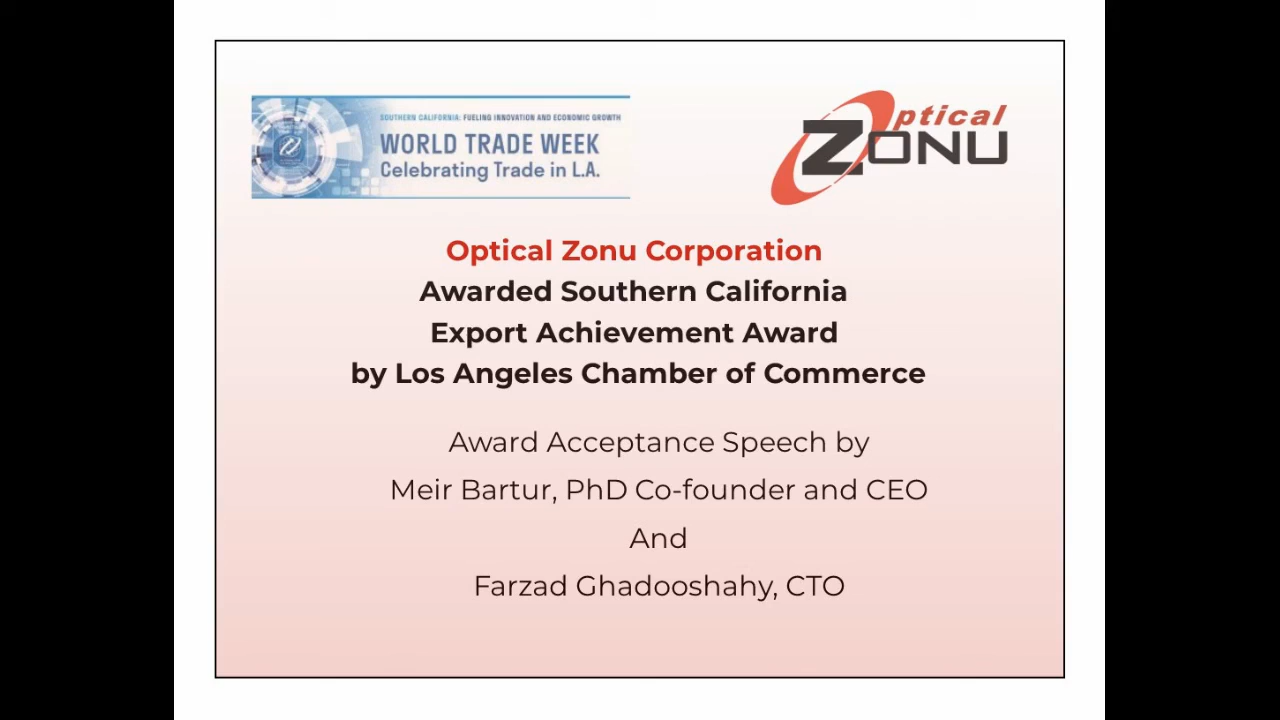 SOUTHERN CALIFORNIA: FUELING INNOVATION AND ECONOMIC GROWTH
WORLD TRADE WEEK
Celebrating Trade in L.A.
Optical
ZONU
Optical Zonu Corporation
Awarded Southern California
Export Achievement Award
by Los Angeles Chamber of Commerce
Award Acceptance Speech by
Meir Bartur, PhD Co-founder and CEO
And
Farzad Ghadooshahy, CTO